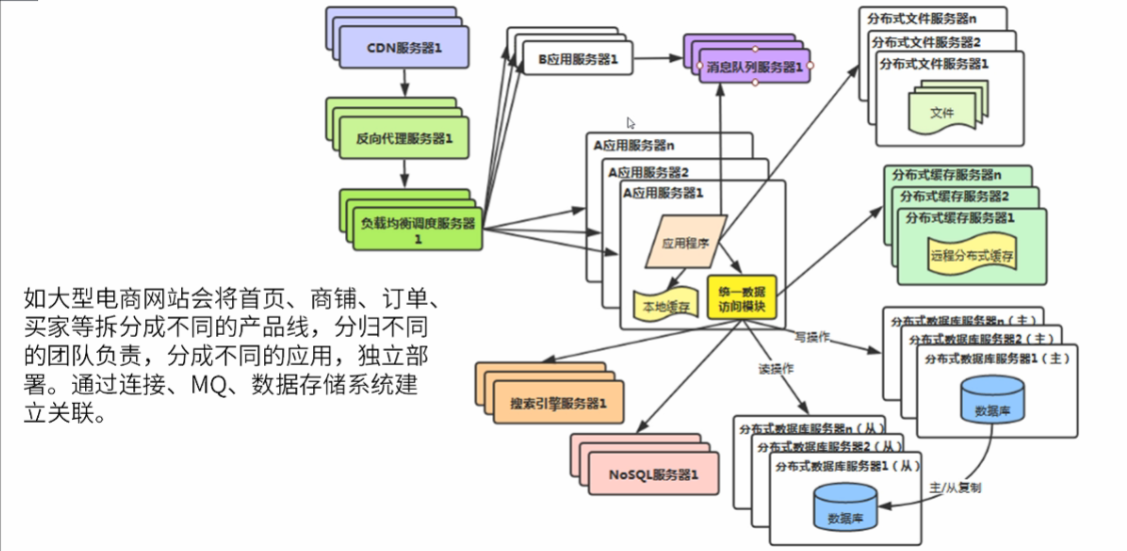 CDN服务器1
反向代理服务器1
负载均衡调度服务器
1
B应用服务器1
消息队列服务器1
A应用服务器n
A应用服务器2
A应用服务器1
应用程序
本地缓存
统一数据
访问模块
分布式文件服务器n
分布式文件服务器2
分布式文件服务器1
文件
分布式缓存服务器n
分布式缓存服务器2
分布式缓存服务器1
远程分布式缓存
如大型电商网站会将首页、商铺、订单、
买家等拆分成不同的产品线，分归不同
的团队负责，分成不同的应用，独立部
署。通过连接、MQ、数据存储系统建
立关联。
写操作
读操作
分布式数据库服务器n（主）
分布式数据库服务器2（主）
分布式数据库服务器1（主）
数据库
搜索引擎服务器1
NoSQL服务器1
分布式数据库服务器n（从）
分布式数据库服务器2（从）
分布式数据库服务器1（从）
数据库
主/从复制